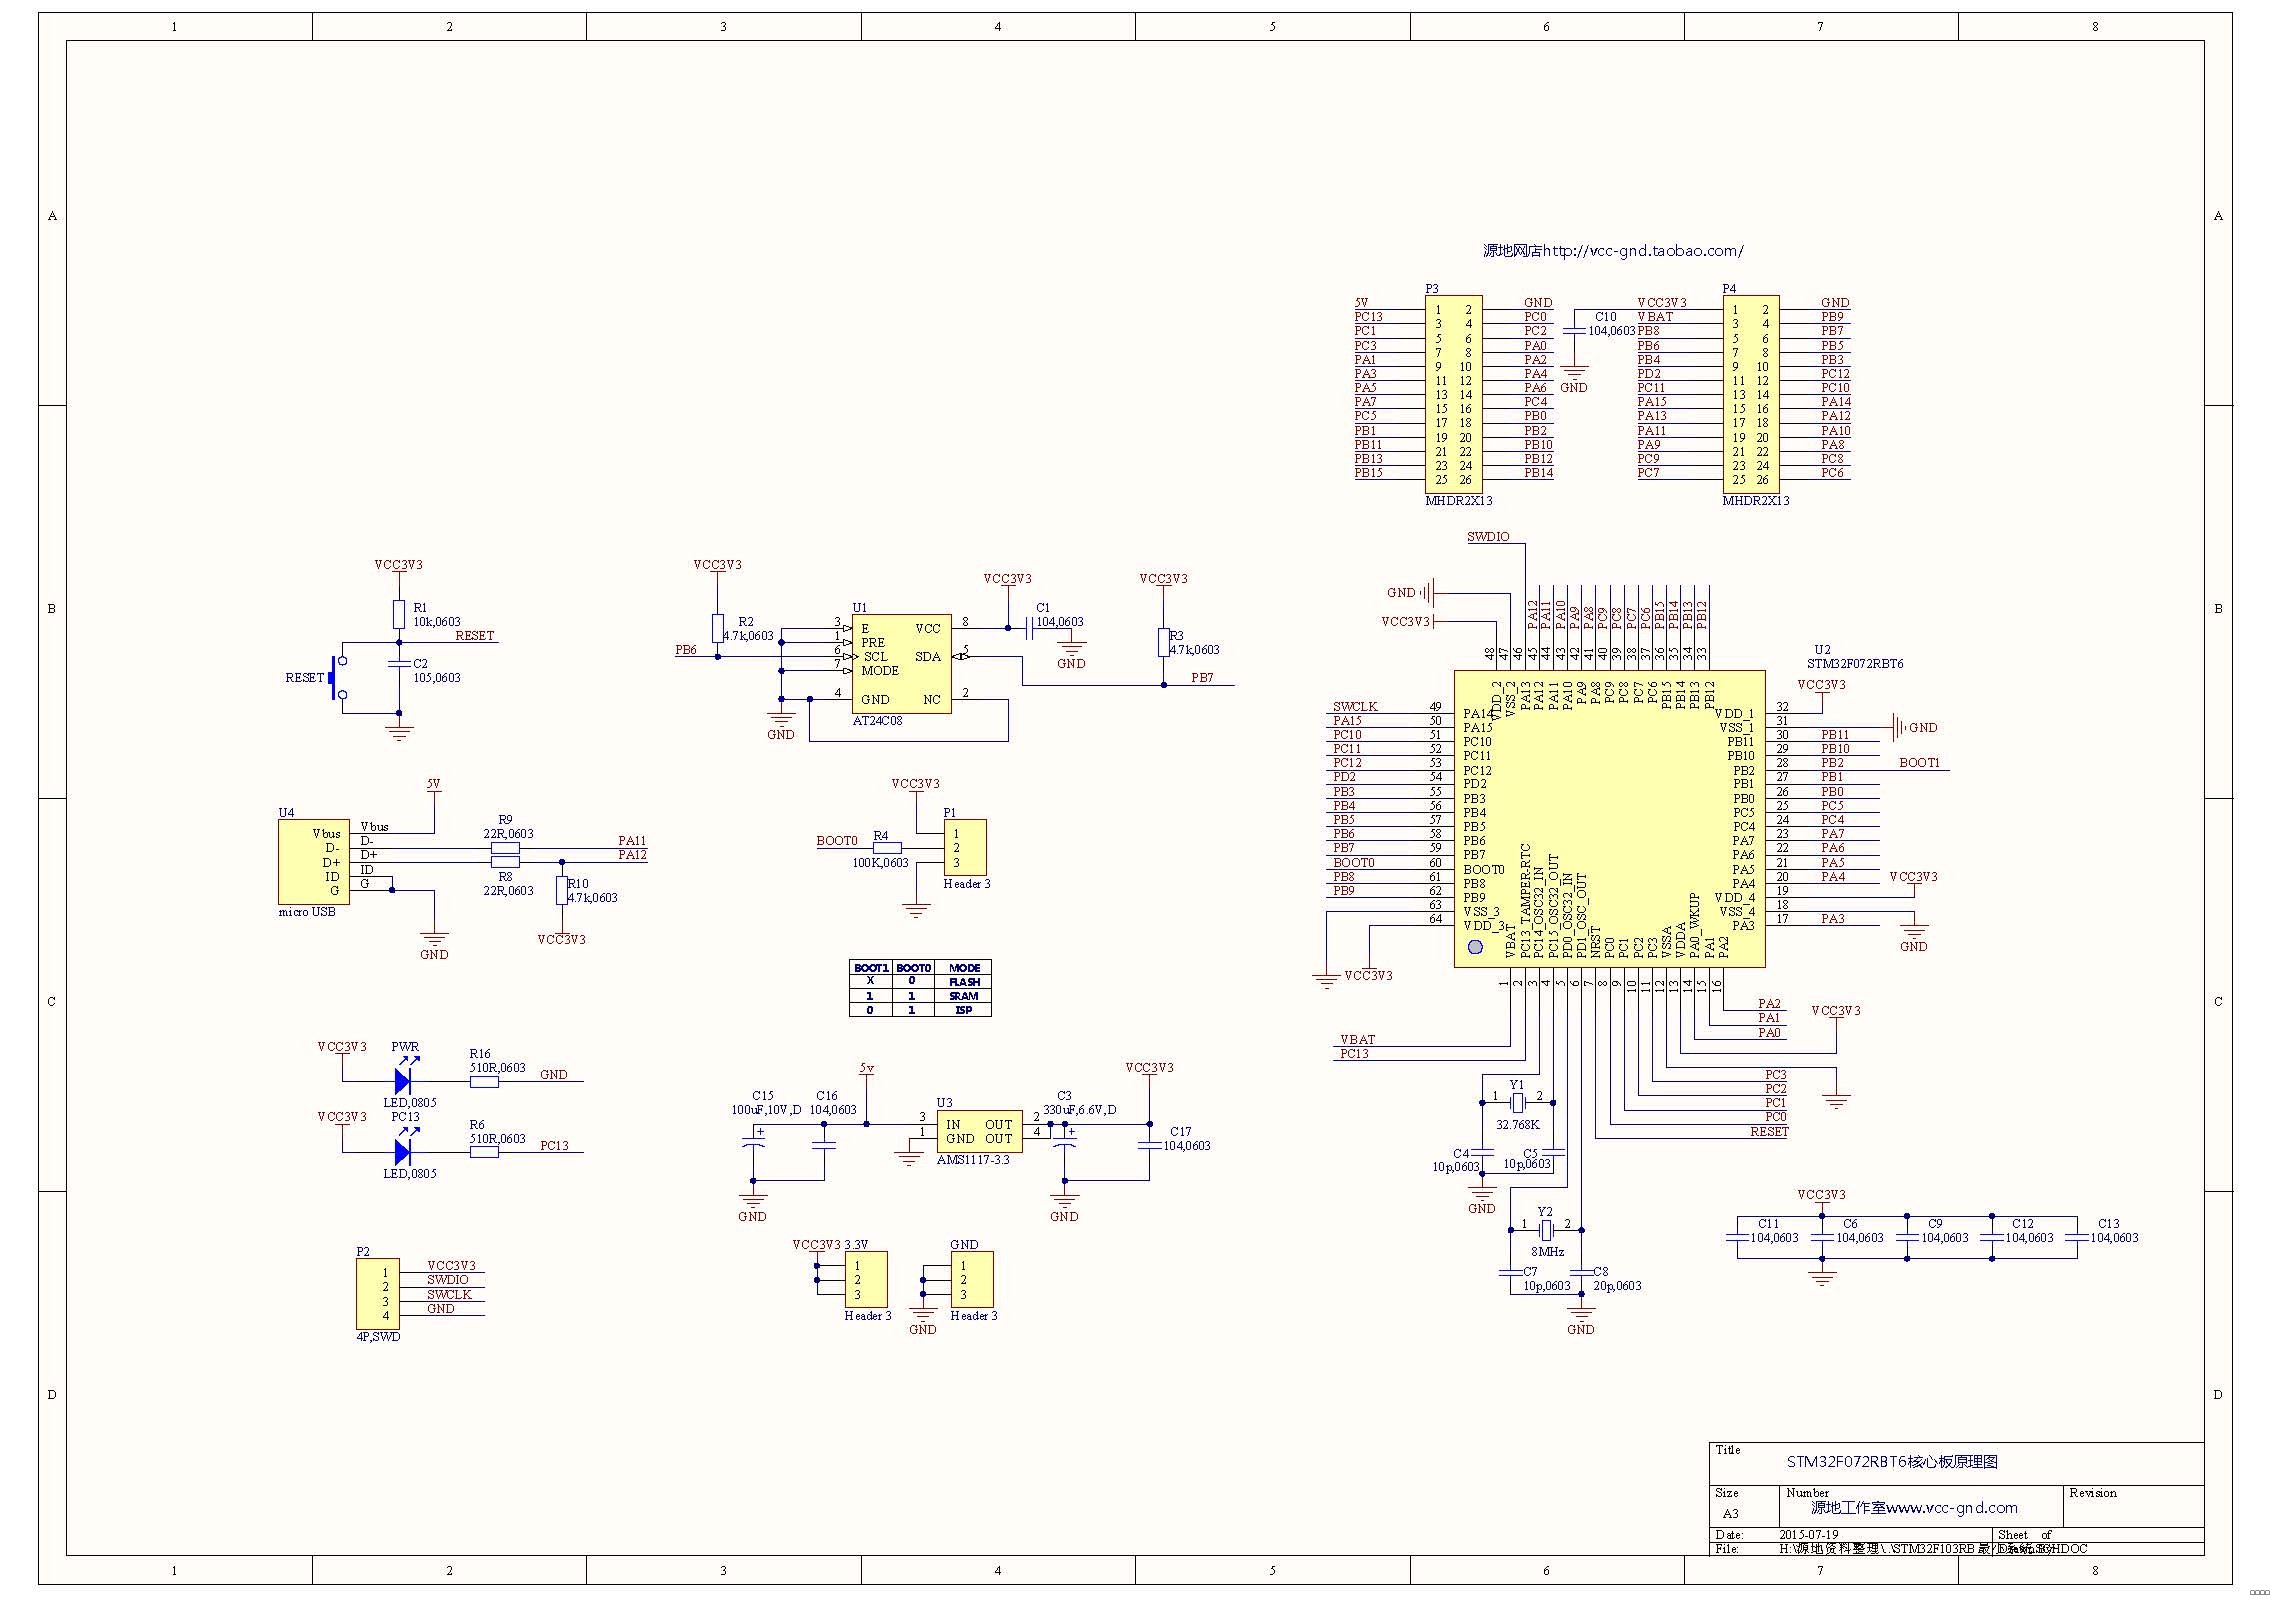 1 2 3 4 5 6 7 8
A
B
C
D
A
B
C
D
源地网店http://vcc-gnd.taobao.com/
P3
5V 1 2 GND
PC13 3 4 PC0
PC1 5 6 PC2
PC3 7 8 PA0
PA1 9 10 PA2
PA3 11 12 PA4
PA5 13 14 PA6
PA7 15 16 PC4
PC5 17 18 PB0
PB1 19 20 PB2
PB11 21 22 PB10
PB13 23 24 PB12
PB15 25 26 PB14
MHDR2X13
C10
104,0603
GND
P4
VCC3V3 1 2 GND
VBAT 3 4 PB9
PB8 5 6 PB7
PB6 7 8 PB5
PB4 9 10 PB3
PD2 11 12 PC12
PC11 13 14 PC10
PA15 15 16 PA14
PA13 17 18 PA12
PA11 19 20 PA10
PA9 21 22 PA8
PC9 23 24 PC8
PC7 25 26 PC6
MHDR2X13
VCC3V3
R1
10k,0603
RESET
C2
105,0603
RESET
VCC3V3
R2
4.7k,0603
PB6
U1
3 E VCC 8
1 PRE
6 SCL SDA 5
7 MODE
4 GND NC 2
AT24C08
GND
VCC3V3
C1
104,0603
GND
VCC3V3
R3
4.7k,0603
PB7
5V
U4
Vbus Vbus
D- D-
D+ D+
ID ID
G G
micro USB
GND
R9
22R,0603
PA11
PA12
R8
22R,0603
R10
4.7k,0603
VCC3V3
VCC3V3
P1
BOOT0
R4
100K,0603
1
2
3
Header 3
BOOT1 BOOT0 MODE
X 0 FLASH
1 1 SRAM
0 1 ISP
VCC3V3
PWR
LED,0805
R16
510R,0603
GND
VCC3V3
PC13
LED,0805
R6
510R,0603
PC13
P2
1 VCC3V3
2 SWDIO
3 SWCLK
4 GND
4P,SWD
C15
100uF,10V,D
C16
104,0603
5v
U3
3 IN OUT 2
1 GND OUT 4
AMS1117-3.3
C3
330uF,6.6V,D
VCC3V3
C17
104,0603
GND
GND
VCC3V3 3.3V
1
2
3
Header 3
GND
1
2
3
Header 3
GND
SWDIO
GND
VCC3V3
PA12 PA11 PA10 PA9 PA8 PC9 PC8 PC7 PC6 PB15 PB14 PB13 PB12
48 47 46 45 44 43 42 41 40 39 38 37 36 35 34 33
VDD_2 VSS_2 PA13 PA12 PA11 PA10 PA9 PA8 PC9 PC8 PC7 PC6 PB15 PB14 PB13 PB12
U2
STM32F072RBT6
VCC3V3
SWCLK 49 PA14
PA15 50 PA15
PC10 51 PC10
PC11 52 PC11
PC12 53 PC12
PD2 54 PD2
PB3 55 PB3
PB4 56 PB4
PB5 57 PB5
PB6 58 PB6
PB7 59 PB7
BOOT0 60 BOOT0
PB8 61 PB8
PB9 62 PB9
63 VSS_3
64 VDD_3
VCC3V3
VDD_1 32
VSS_1 31 GND
PB11 30 PB11
PB10 29 PB10
PB2 28 PB2 BOOT1
PB1 27 PB1
PB0 26 PB0
PC5 25 PC5
PC4 24 PC4
PA7 23 PA7
PA6 22 PA6
PA5 21 PA5
PA4 20 PA4
VDD_4 19 VCC3V3
VSS_4 18
PA3 17 PA3
GND
VBAT PC13_TAMPER-RTC PC14_OSC32_IN PC15_OSC32_OUT PD0_OSC32_IN PD1_OSC_OUT NRST PC0 PC1 PC2 PC3 VSSA VDDA PA0_WKUP PA1 PA2
1 2 3 4 5 6 7 8 9 10 11 12 13 14 15 16
PA2
PA1
PA0
VCC3V3
VBAT
PC13
PC3
PC2
PC1
PC0
RESET
Y1
1 2
32.768K
C4
10p,0603
C5
10p,0603
GND
Y2
1 2
8MHz
C7
10p,0603
C8
20p,0603
GND
VCC3V3
C11
104,0603
C6
104,0603
C9
104,0603
C12
104,0603
C13
104,0603
Title
STM32F072RBT6核心板原理图
Size
A3
Number
源地工作室www.vcc-gnd.com
Revision
Date: 2015-07-19
Sheet of
File: H:\源地资料整理\..\STM32F103RB
1 2 3 4 5 6 7 8